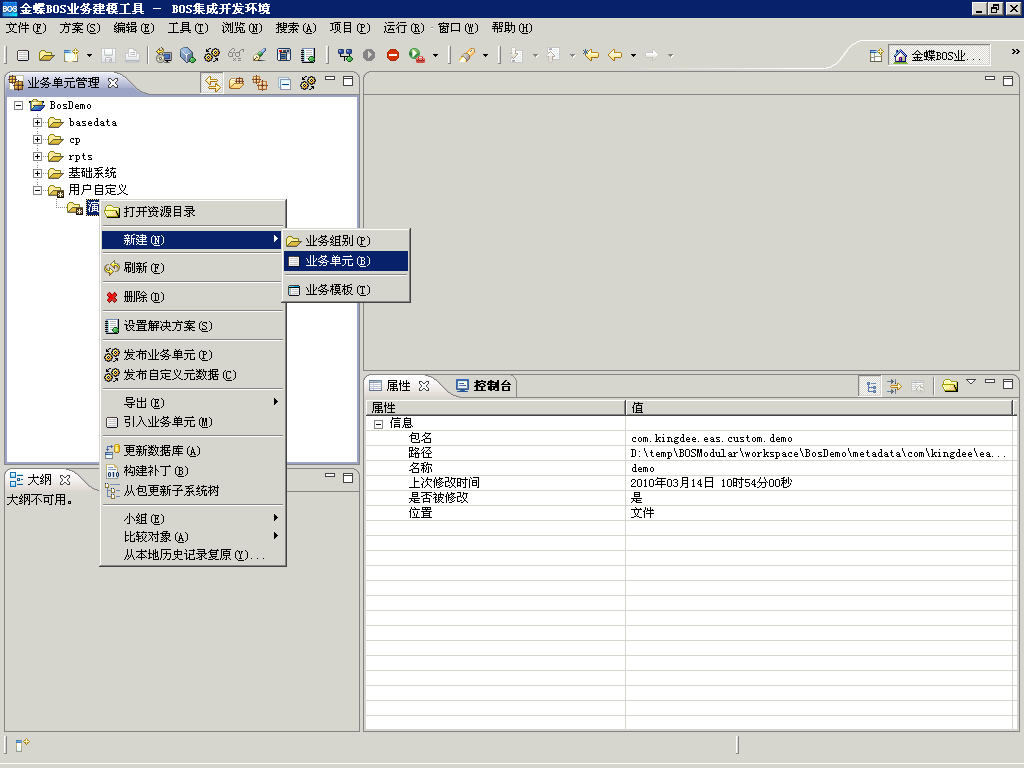 金蝶BOS业务建模工具 － BOS集成开发环境
文件(F) 方案(S) 编辑(E) 工具(T) 浏览(N) 搜索(A) 项目(P) 运行(R) 窗口(W) 帮助(H)
金蝶BOS业...
业务单元管理
BosDemo
basedata
cp
rpts
基础系统
用户自定义
打开资源目录
新建(N)
刷新(F)
删除(D)
设置解决方案(S)
发布业务单元(P)
发布自定义元数据(C)
导出(E)
引入业务单元(M)
更新数据库(A)
构建补丁(B)
从包更新子系统树
小组(E)
比较对象(A)
从本地历史记录复原(Y)...
业务组别(P)
业务单元(B)
业务模板(T)
大纲
大纲不可用。
属性 控制台
属性 值
信息
包名 com.kingdee.eas.custom.demo
路径 D:\temp\BOSModular\workspace\BosDemo\metadata\com\kingdee\ea...
名称 demo
上次修改时间 2010年03月14日 10时54分00秒
是否被修改 是
位置 文件